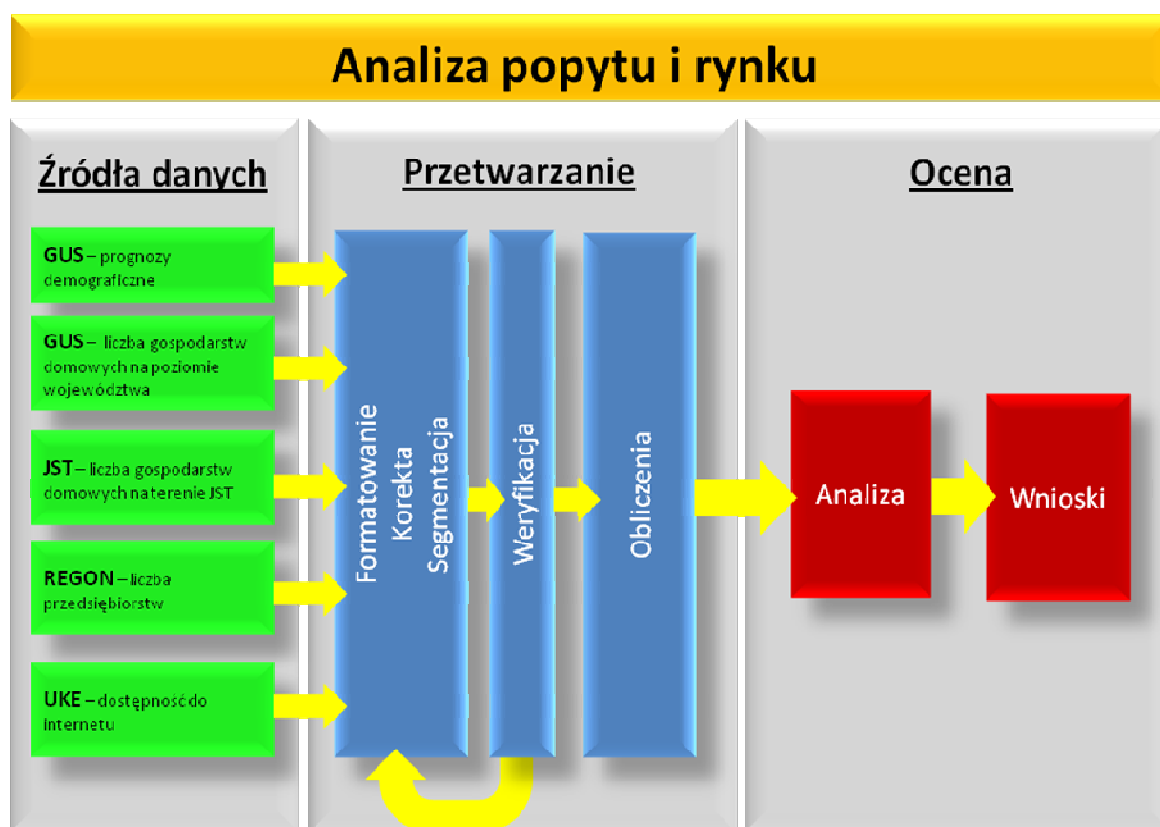 Analiza popytu i rynku
Źródła danych
GUS – prognozy
demograficzne
GUS – liczba gospodarstw
domowych na poziomie
województwa
JST – liczba gospodarstw
domowych na terenie JST
REGON – liczba
przedsiębiorstw
UKE – dostępność do
internetu
Przetwarzanie
Formatowanie
Korekta
Segmentacja
Weryfikacja
Obliczenia
Ocena
Analiza
Wnioski